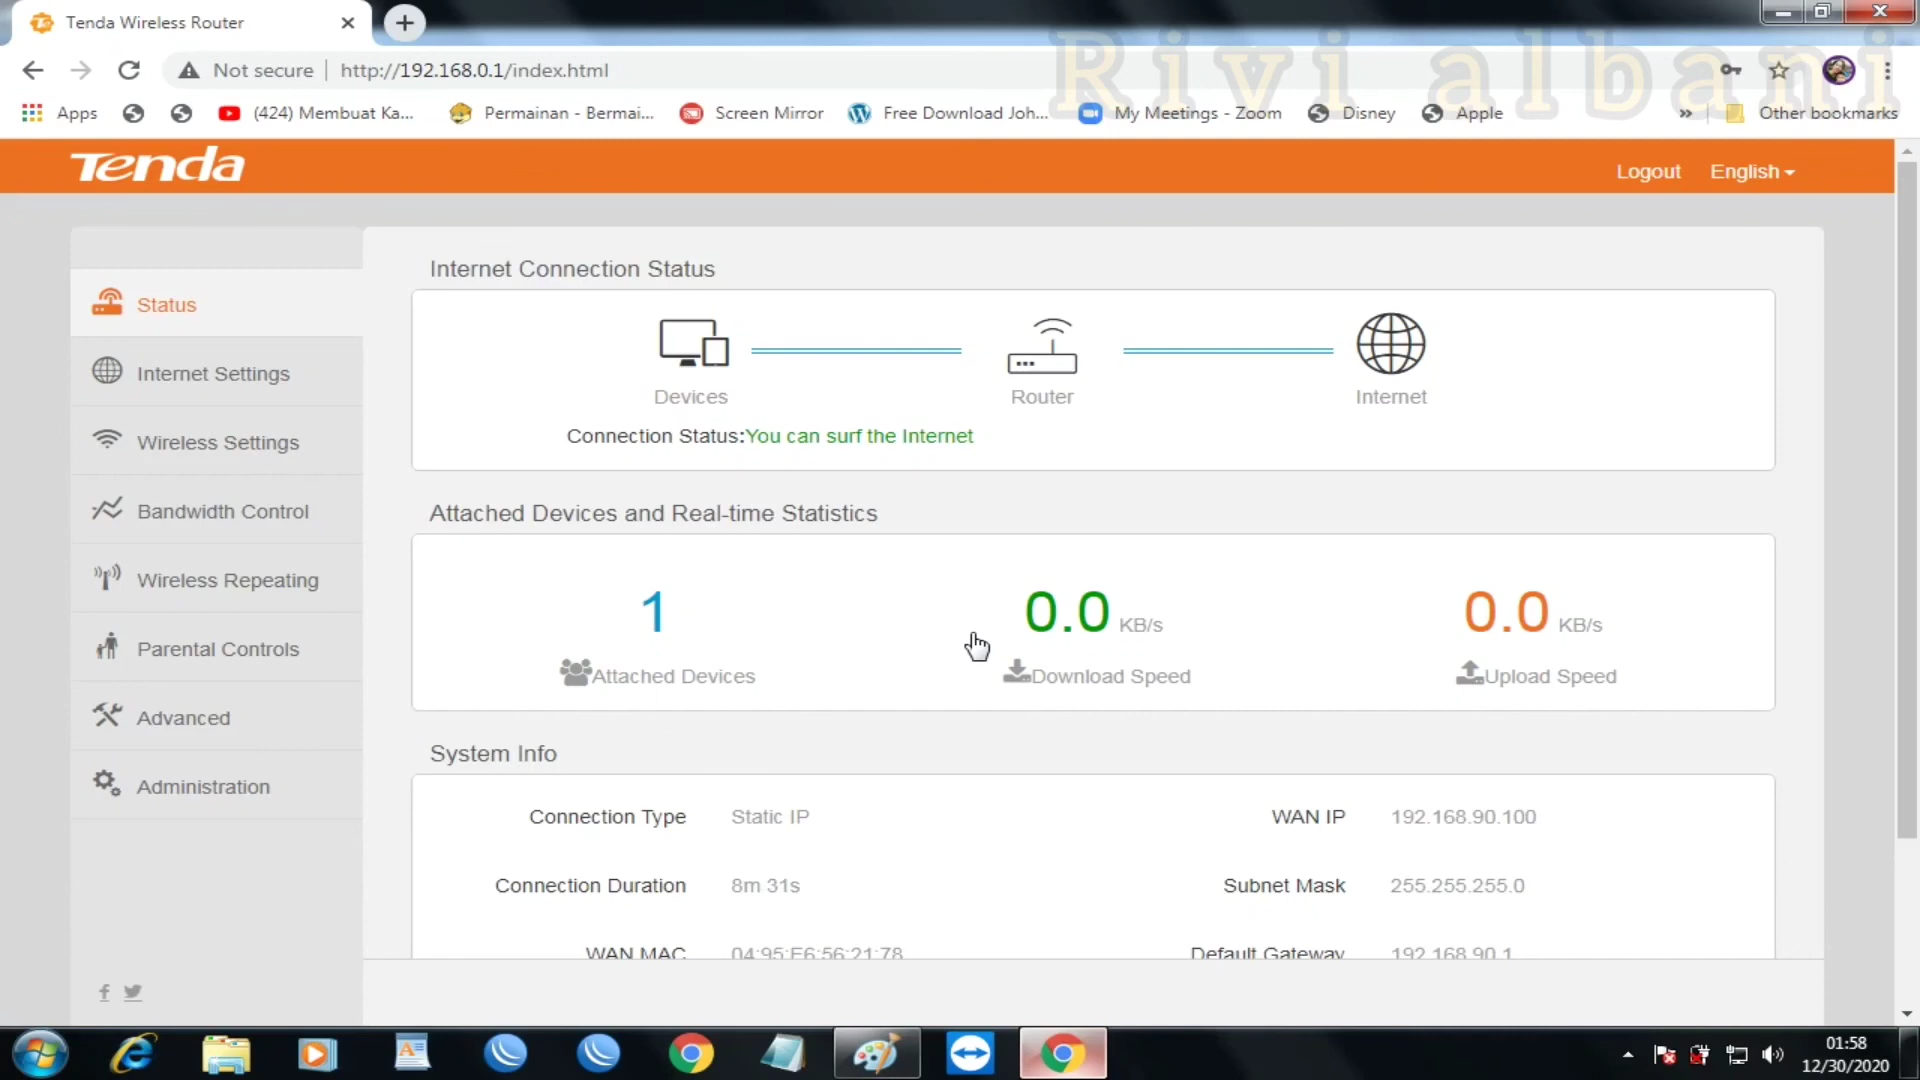 Tenda Wireless Router
Rivi albani
Not secure | http://192.168.0.1/index.html
Apps (424) Membuat Ka... Permainan - Bermai... Screen Mirror Free Download Joh... My Meetings - Zoom Disney Apple » Other bookmarks
Tenda Logout English
Internet Connection Status
Status
Internet Settings
Wireless Settings
Bandwidth Control
Wireless Repeating
Parental Controls
Advanced
Administration
Devices Router Internet
Connection Status:You can surf the Internet
Attached Devices and Real-time Statistics
1 0.0 KB/s 0.0 KB/s
Attached Devices Download Speed Upload Speed
System Info
Connection Type Static IP WAN IP 192.168.90.100
Connection Duration 8m 31s Subnet Mask 255.255.255.0
WAN MAC 04:95:E6:56:21:78 Default Gateway 192.168.90.1
01:58
12/30/2020